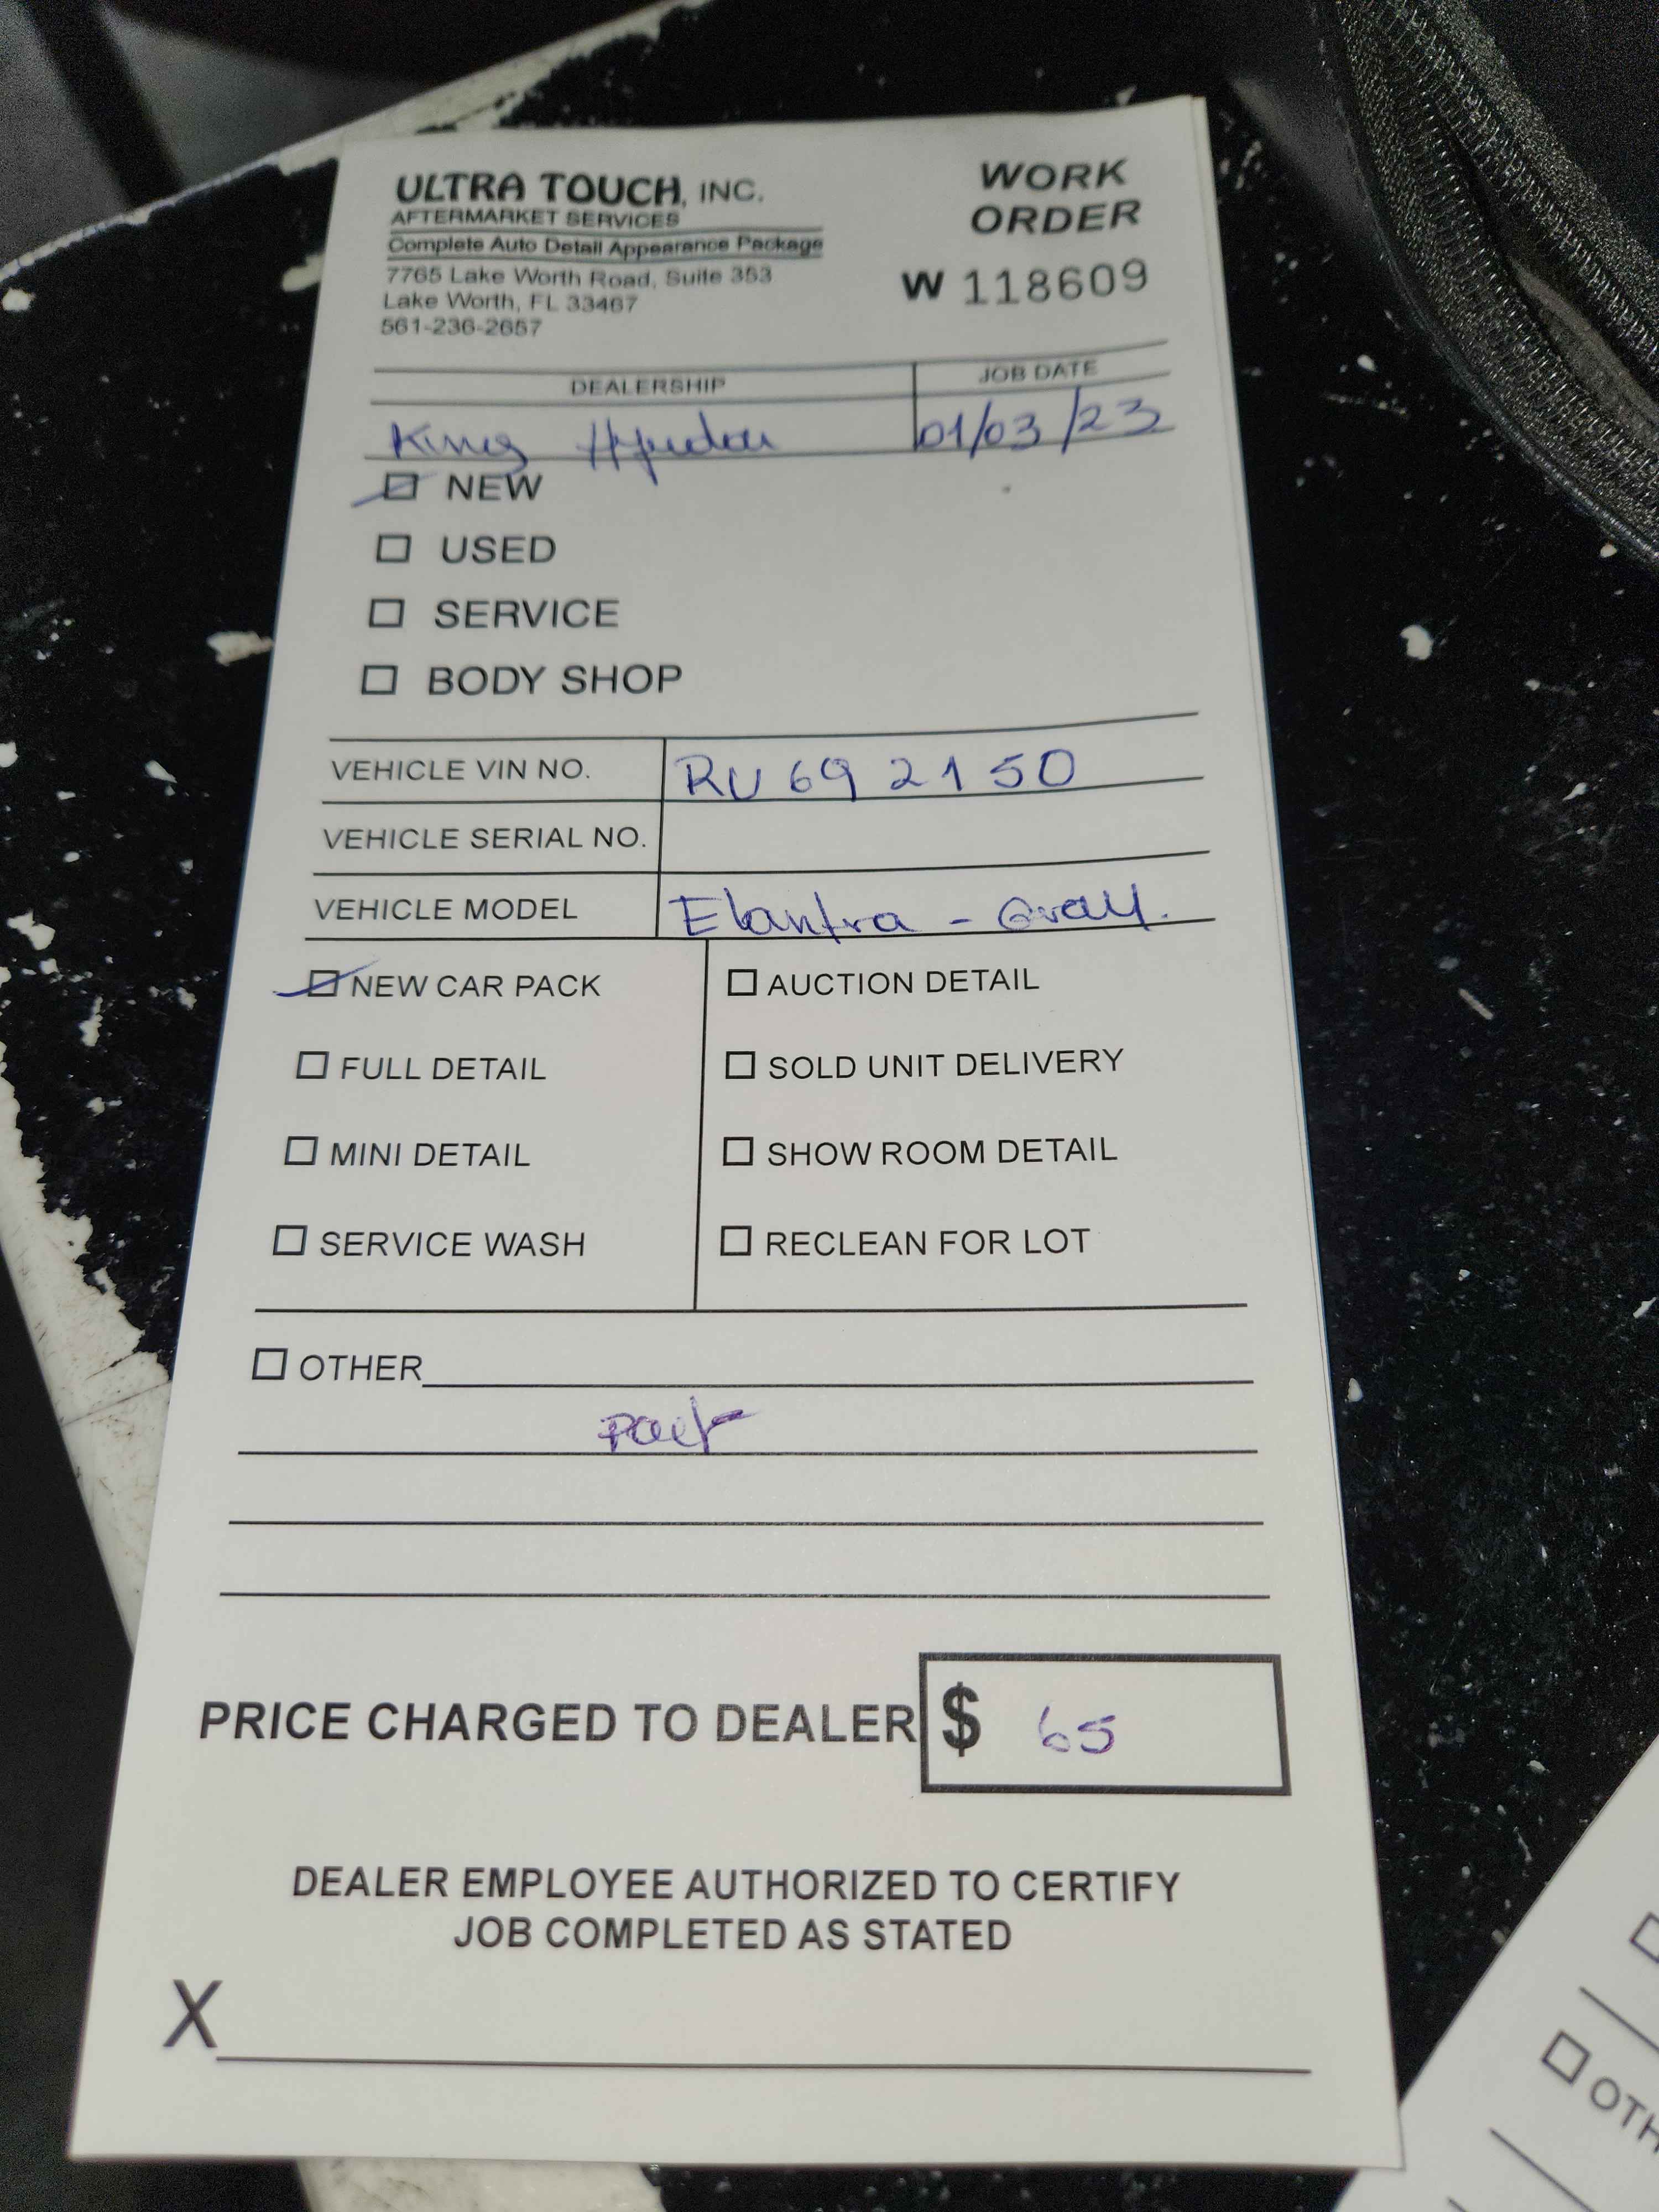 ULTRA TOUCH, INC.
AFTERMARKET SERVICES
Complete Auto Detail Appearance Package
7765 Lake Worth Road, Suite 353
Lake Worth, FL 33467
561-236-2657
WORK
ORDER
W 118609
DEALERSHIP JOB DATE
King 01/03/23
NEW
USED
SERVICE
BODY SHOP
VEHICLE VIN NO. RU692150
VEHICLE SERIAL NO.
VEHICLE MODEL Elantra - Gray.
NEW CAR PACK AUCTION DETAIL
FULL DETAIL SOLD UNIT DELIVERY
MINI DETAIL SHOW ROOM DETAIL
SERVICE WASH RECLEAN FOR LOT
OTHER
PRICE CHARGED TO DEALER $ 65
DEALER EMPLOYEE AUTHORIZED TO CERTIFY
JOB COMPLETED AS STATED
X
OTH